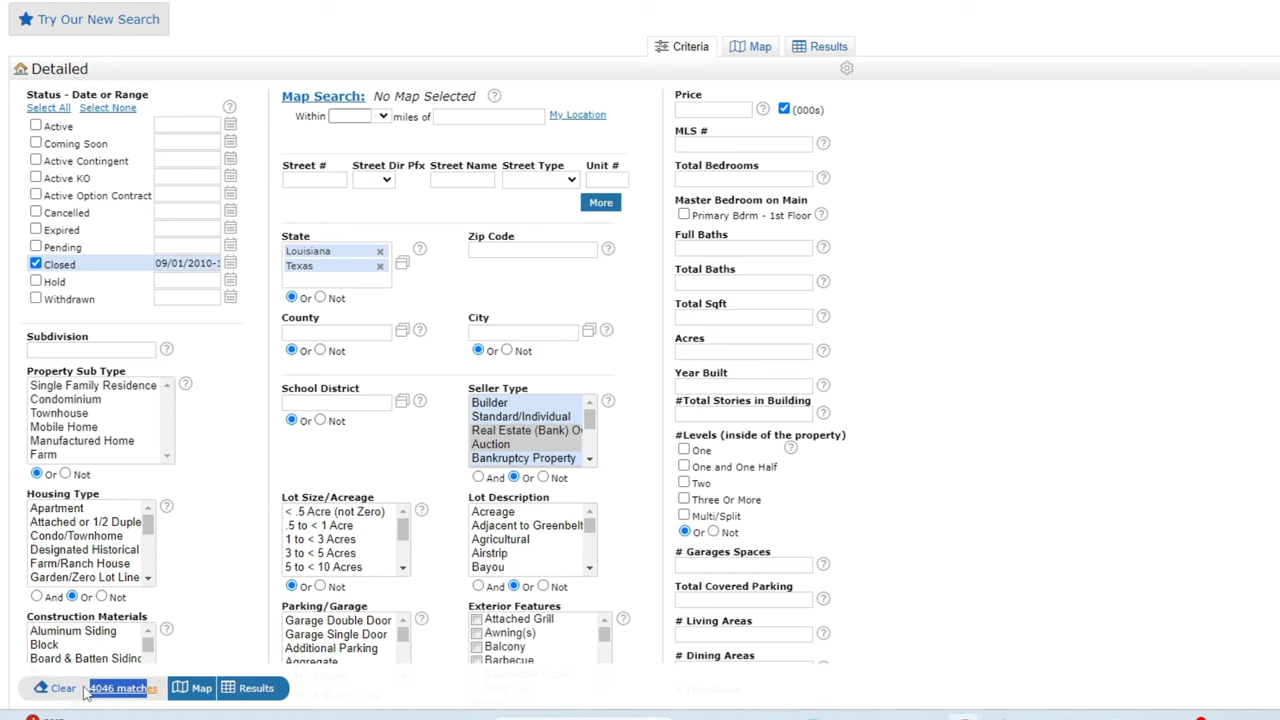 Try Our New Search
Criteria Map Results
Detailed
Status - Date or Range
Select All Select None
Active
Coming Soon
Active Contingent
Active KO
Active Option Contract
Cancelled
Expired
Pending
Closed 09/01/2010-
Hold
Withdrawn
Subdivision
Property Sub Type
Single Family Residence
Condominium
Townhouse
Mobile Home
Manufactured Home
Farm
Or Not
Housing Type
Apartment
Attached or 1/2 Duple
Condo/Townhome
Designated Historical
Farm/Ranch House
Garden/Zero Lot Line
And Or Not
Construction Materials
Aluminum Siding
Block
Board & Batten Siding
Map Search: No Map Selected
Within miles of My Location
Street # Street Dir Pfx Street Name Street Type Unit #
More
State
Louisiana
Texas
Or Not
Zip Code
County
Or Not
City
Or Not
School District
Or Not
Seller Type
Builder
Standard/Individual
Real Estate (Bank) Ow
Auction
Bankruptcy Property
And Or Not
Lot Size/Acreage
< .5 Acre (not Zero)
.5 to < 1 Acre
1 to < 3 Acres
3 to < 5 Acres
5 to < 10 Acres
Or Not
Lot Description
Acreage
Adjacent to Greenbelt
Agricultural
Airstrip
Bayou
And Or Not
Parking/Garage
Garage Double Door
Garage Single Door
Additional Parking
Aggregate
Exterior Features
Attached Grill
Awning(s)
Balcony
Barbecue
Price
(000s)
MLS #
Total Bedrooms
Master Bedroom on Main
Primary Bdrm - 1st Floor
Full Baths
Total Baths
Total Sqft
Acres
Year Built
#Total Stories in Building
#Levels (inside of the property)
One
One and One Half
Two
Three Or More
Multi/Split
Or Not
# Garages Spaces
Total Covered Parking
# Living Areas
# Dining Areas
Clear 4046 matches Map Results